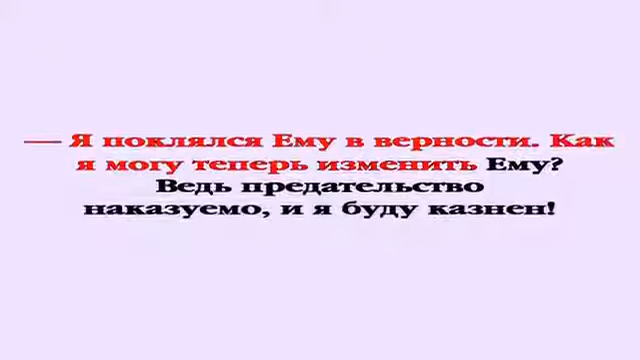 — Я поклялся Ему в верности. Как
я могу теперь изменить Ему?
Ведь предательство
наказуемо, и я буду казнен!